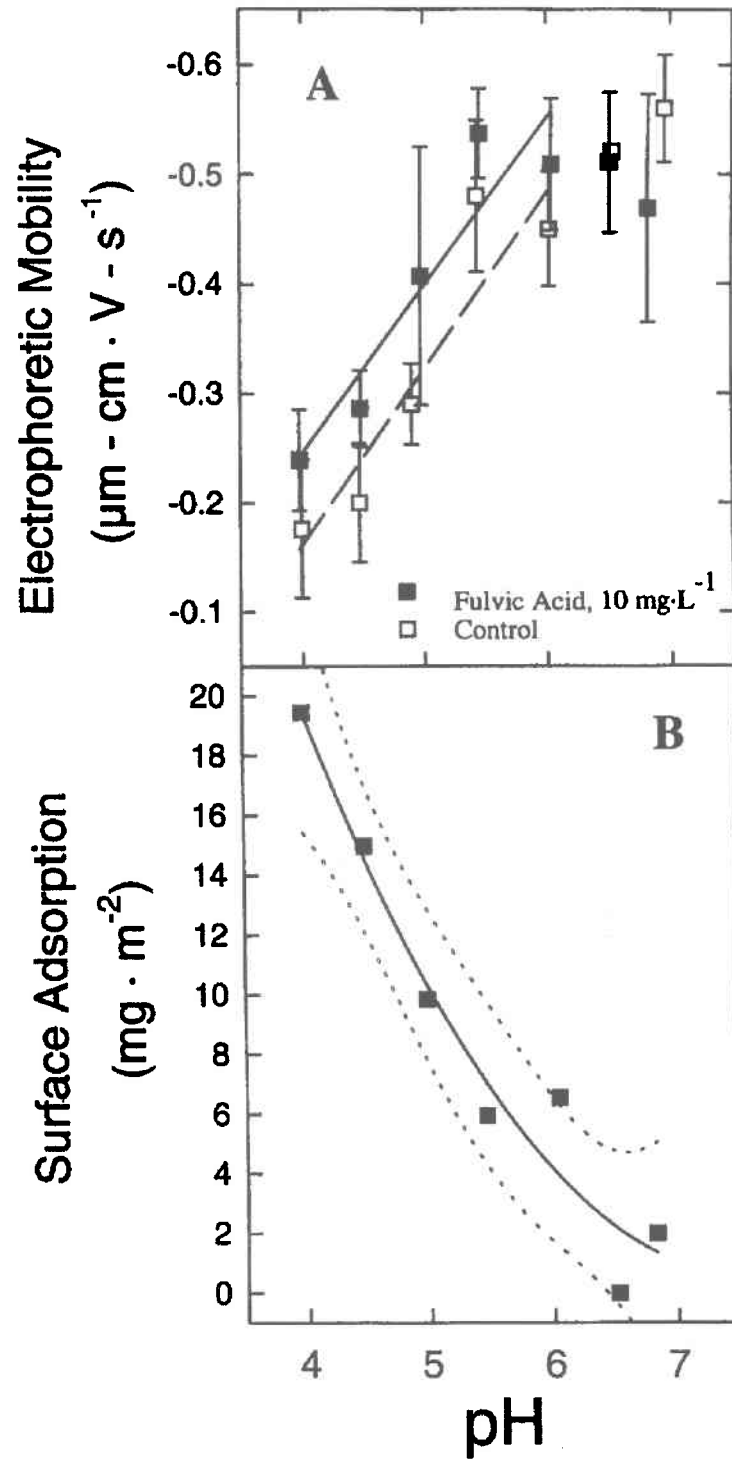 A
Electrophoretic Mobility
(µm - cm · V - s⁻¹)
-0.6
-0.5
-0.4
-0.3
-0.2
-0.1
Fulvic Acid, 10 mg·L⁻¹
Control
B
Surface Adsorption
(mg · m⁻²)
20
18
16
14
12
10
8
6
4
2
0
4 5 6 7
pH